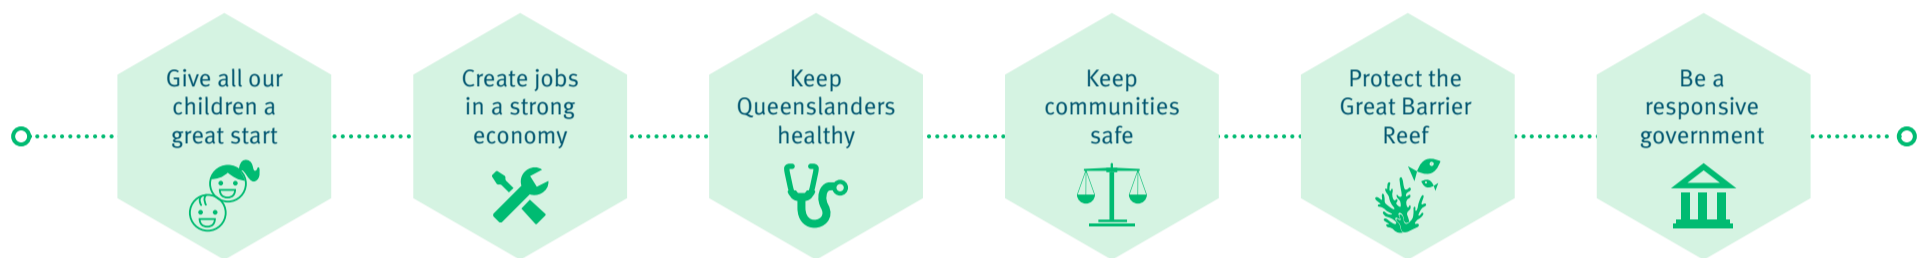 Give all our
children a
great start
Create jobs
in a strong
economy
Keep
Queenslanders
healthy
Keep
communities
safe
Protect the
Great Barrier
Reef
Be a
responsive
government